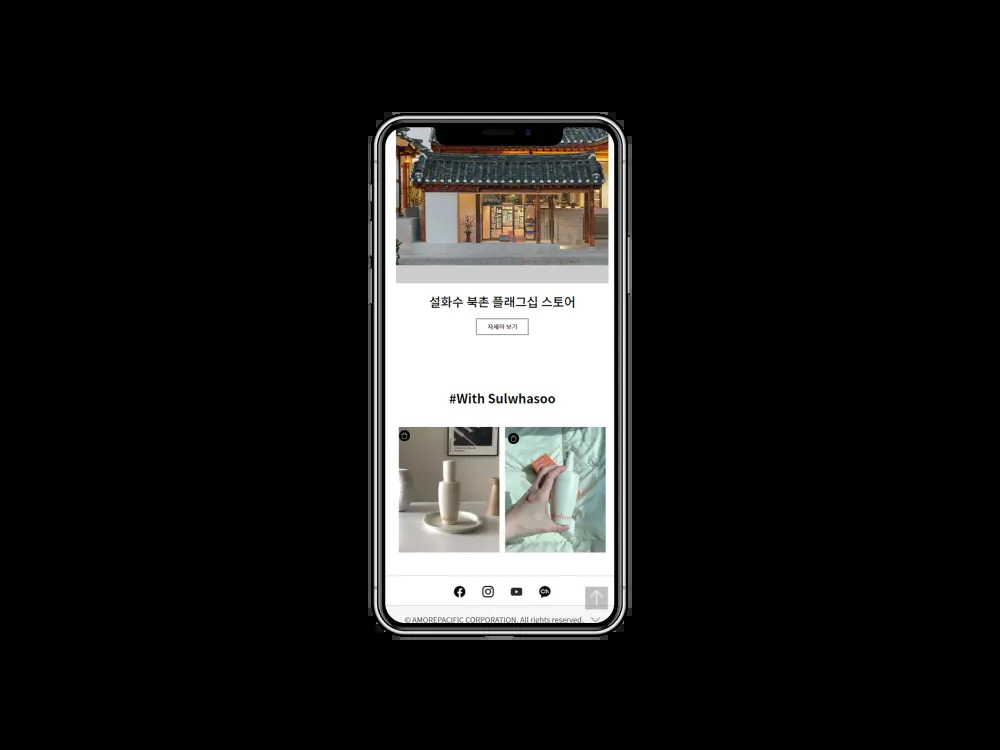 설화수 북촌 플래그십 스토어
자세히 보기
#With Sulwhasoo
Ch
© AMOREPACIFIC CORPORATION. All rights reserved.